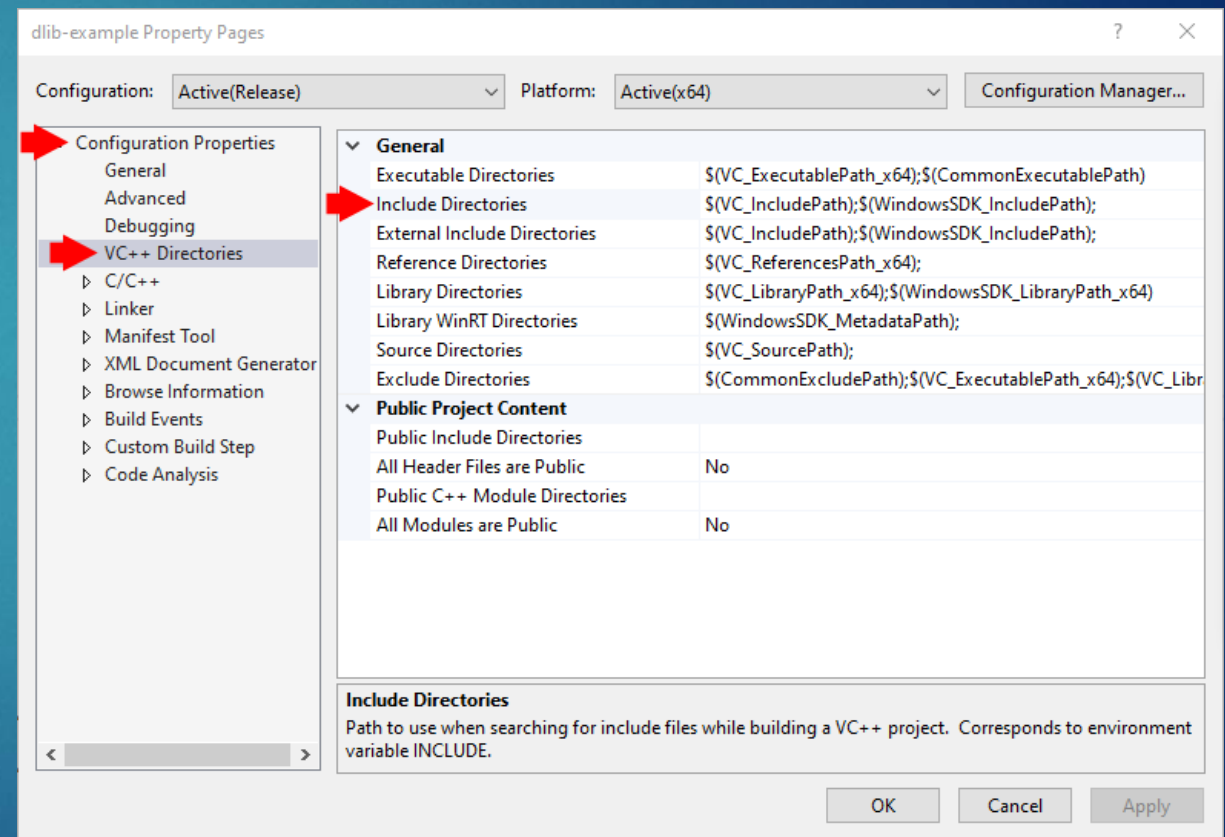 dlib-example Property Pages
Configuration: Active(Release) Platform: Active(x64) Configuration Manager...
Configuration Properties
General
Advanced
Debugging
VC++ Directories
C/C++
Linker
Manifest Tool
XML Document Generator
Browse Information
Build Events
Custom Build Step
Code Analysis
General
Executable Directories $(VC_ExecutablePath_x64);$(CommonExecutablePath)
Include Directories $(VC_IncludePath);$(WindowsSDK_IncludePath);
External Include Directories $(VC_IncludePath);$(WindowsSDK_IncludePath);
Reference Directories $(VC_ReferencesPath_x64);
Library Directories $(VC_LibraryPath_x64);$(WindowsSDK_LibraryPath_x64)
Library WinRT Directories $(WindowsSDK_MetadataPath);
Source Directories $(VC_SourcePath);
Exclude Directories $(CommonExcludePath);$(VC_ExecutablePath_x64);$(VC_Libr
Public Project Content
Public Include Directories
All Header Files are Public No
Public C++ Module Directories
All Modules are Public No
Include Directories
Path to use when searching for include files while building a VC++ project.  Corresponds to environment
variable INCLUDE.
OK Cancel Apply